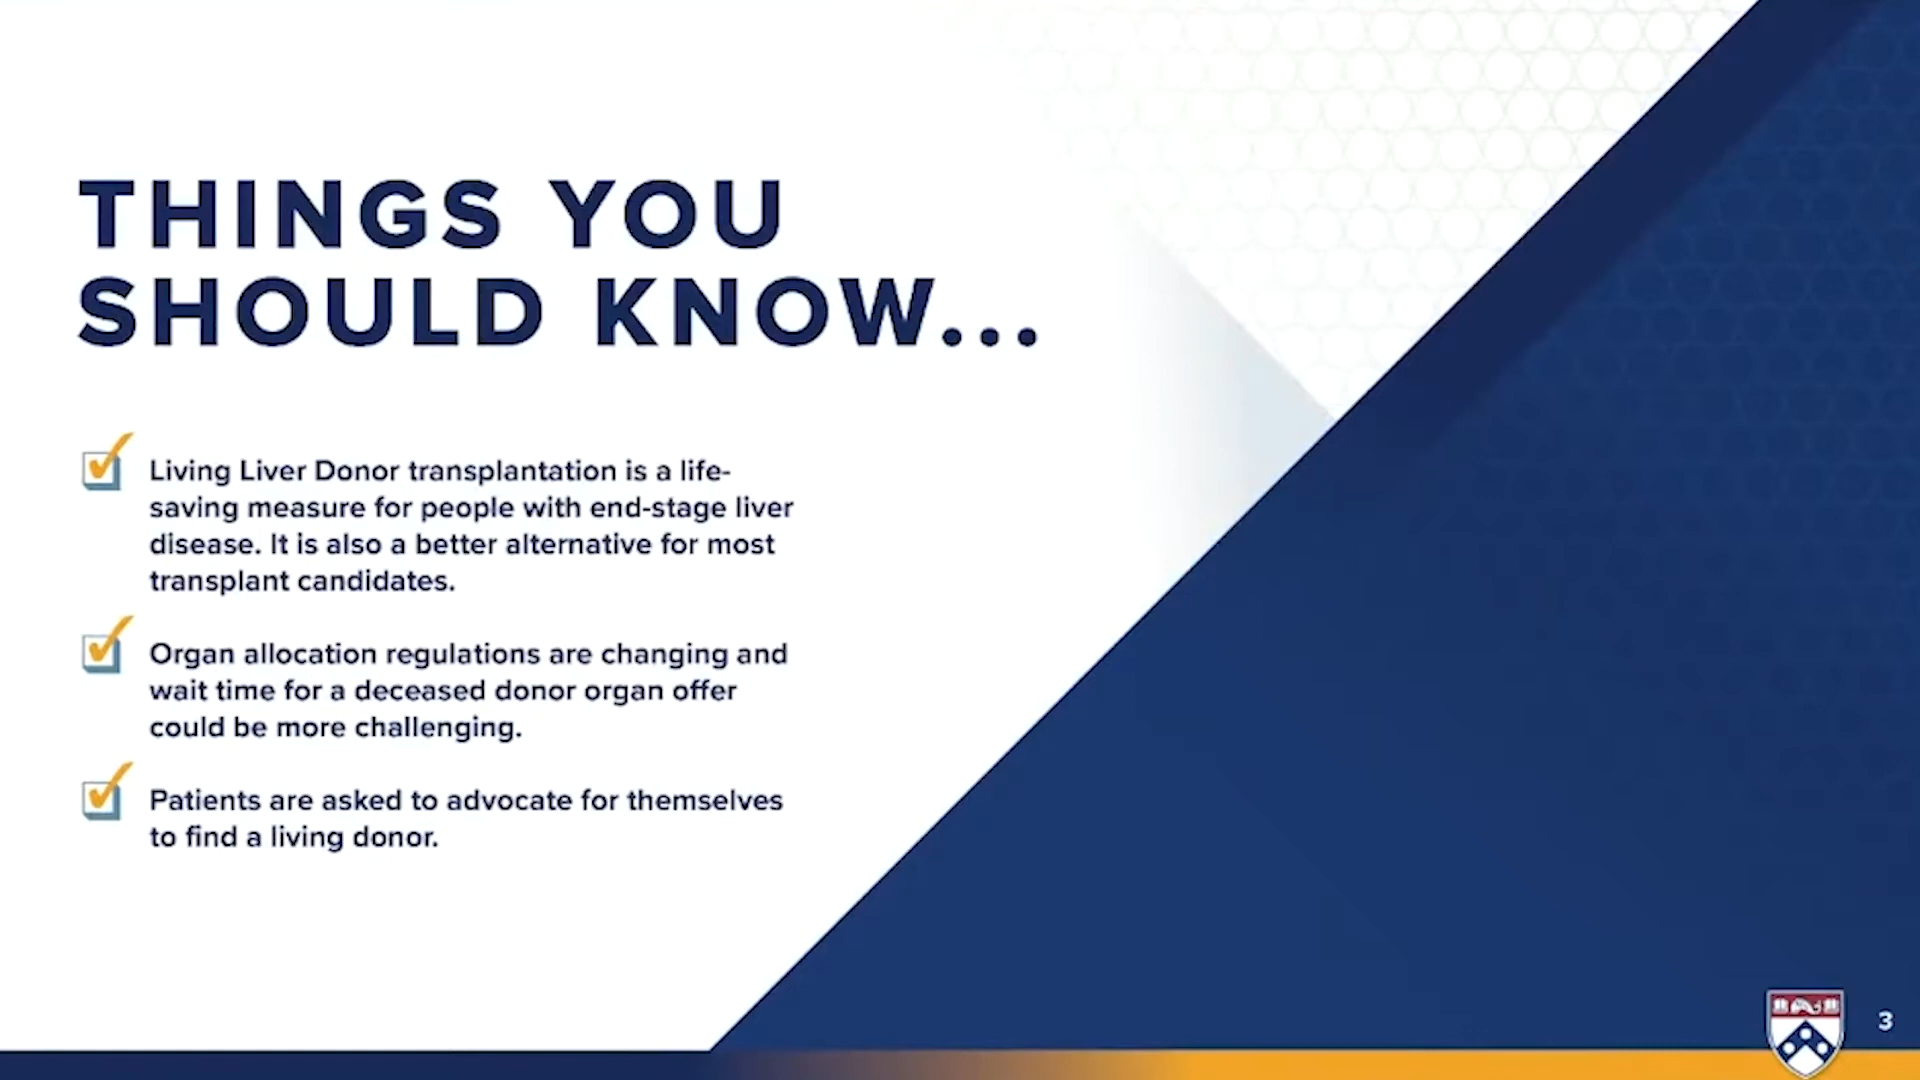 THINGS YOU
SHOULD KNOW...
Living Liver Donor transplantation is a life-
saving measure for people with end-stage liver
disease. It is also a better alternative for most
transplant candidates.
Organ allocation regulations are changing and
wait time for a deceased donor organ offer
could be more challenging.
Patients are asked to advocate for themselves
to find a living donor.
3